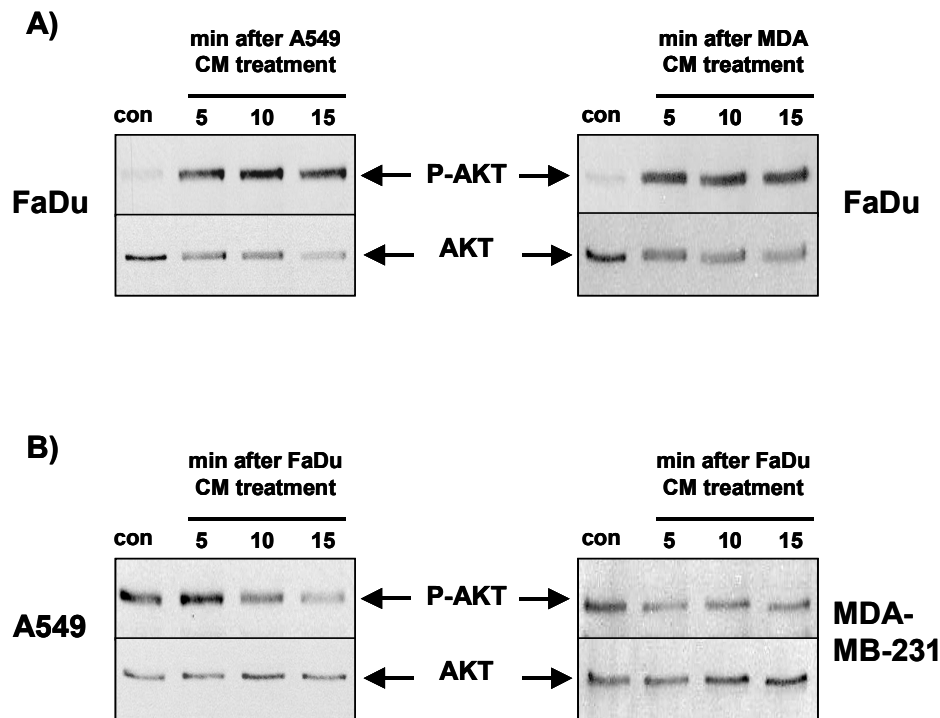 A)
min after A549
CM treatment
min after MDA
CM treatment
con 5 10 15
con 5 10 15
FaDu
P-AKT
FaDu
AKT
B)
min after FaDu
CM treatment
min after FaDu
CM treatment
con 5 10 15
con 5 10 15
A549
P-AKT
MDA-
MB-231
AKT